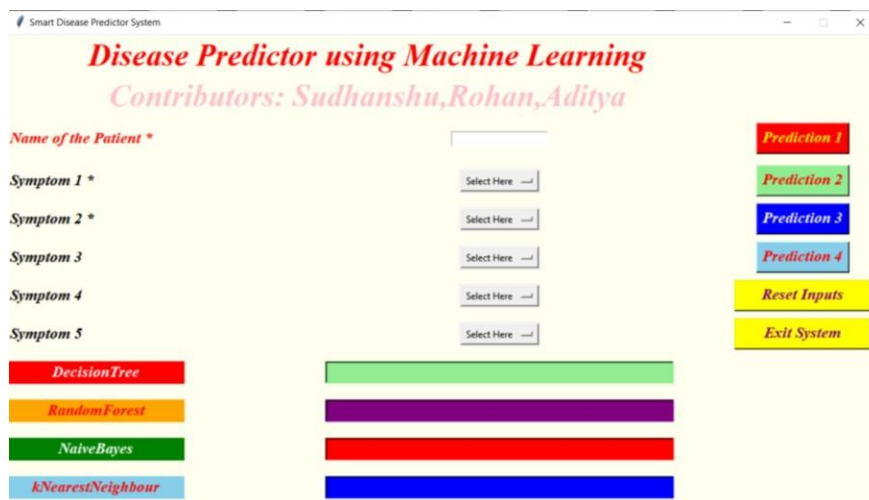 Smart Disease Predictor System
Disease Predictor using Machine Learning
Contributors: Sudhanshu,Rohan,Aditya
Name of the Patient * Prediction 1
Symptom 1 * Select Here Prediction 2
Symptom 2 * Select Here Prediction 3
Symptom 3 Select Here Prediction 4
Symptom 4 Select Here Reset Inputs
Symptom 5 Select Here Exit System
DecisionTree
RandomForest
NaiveBayes
kNearestNeighbour